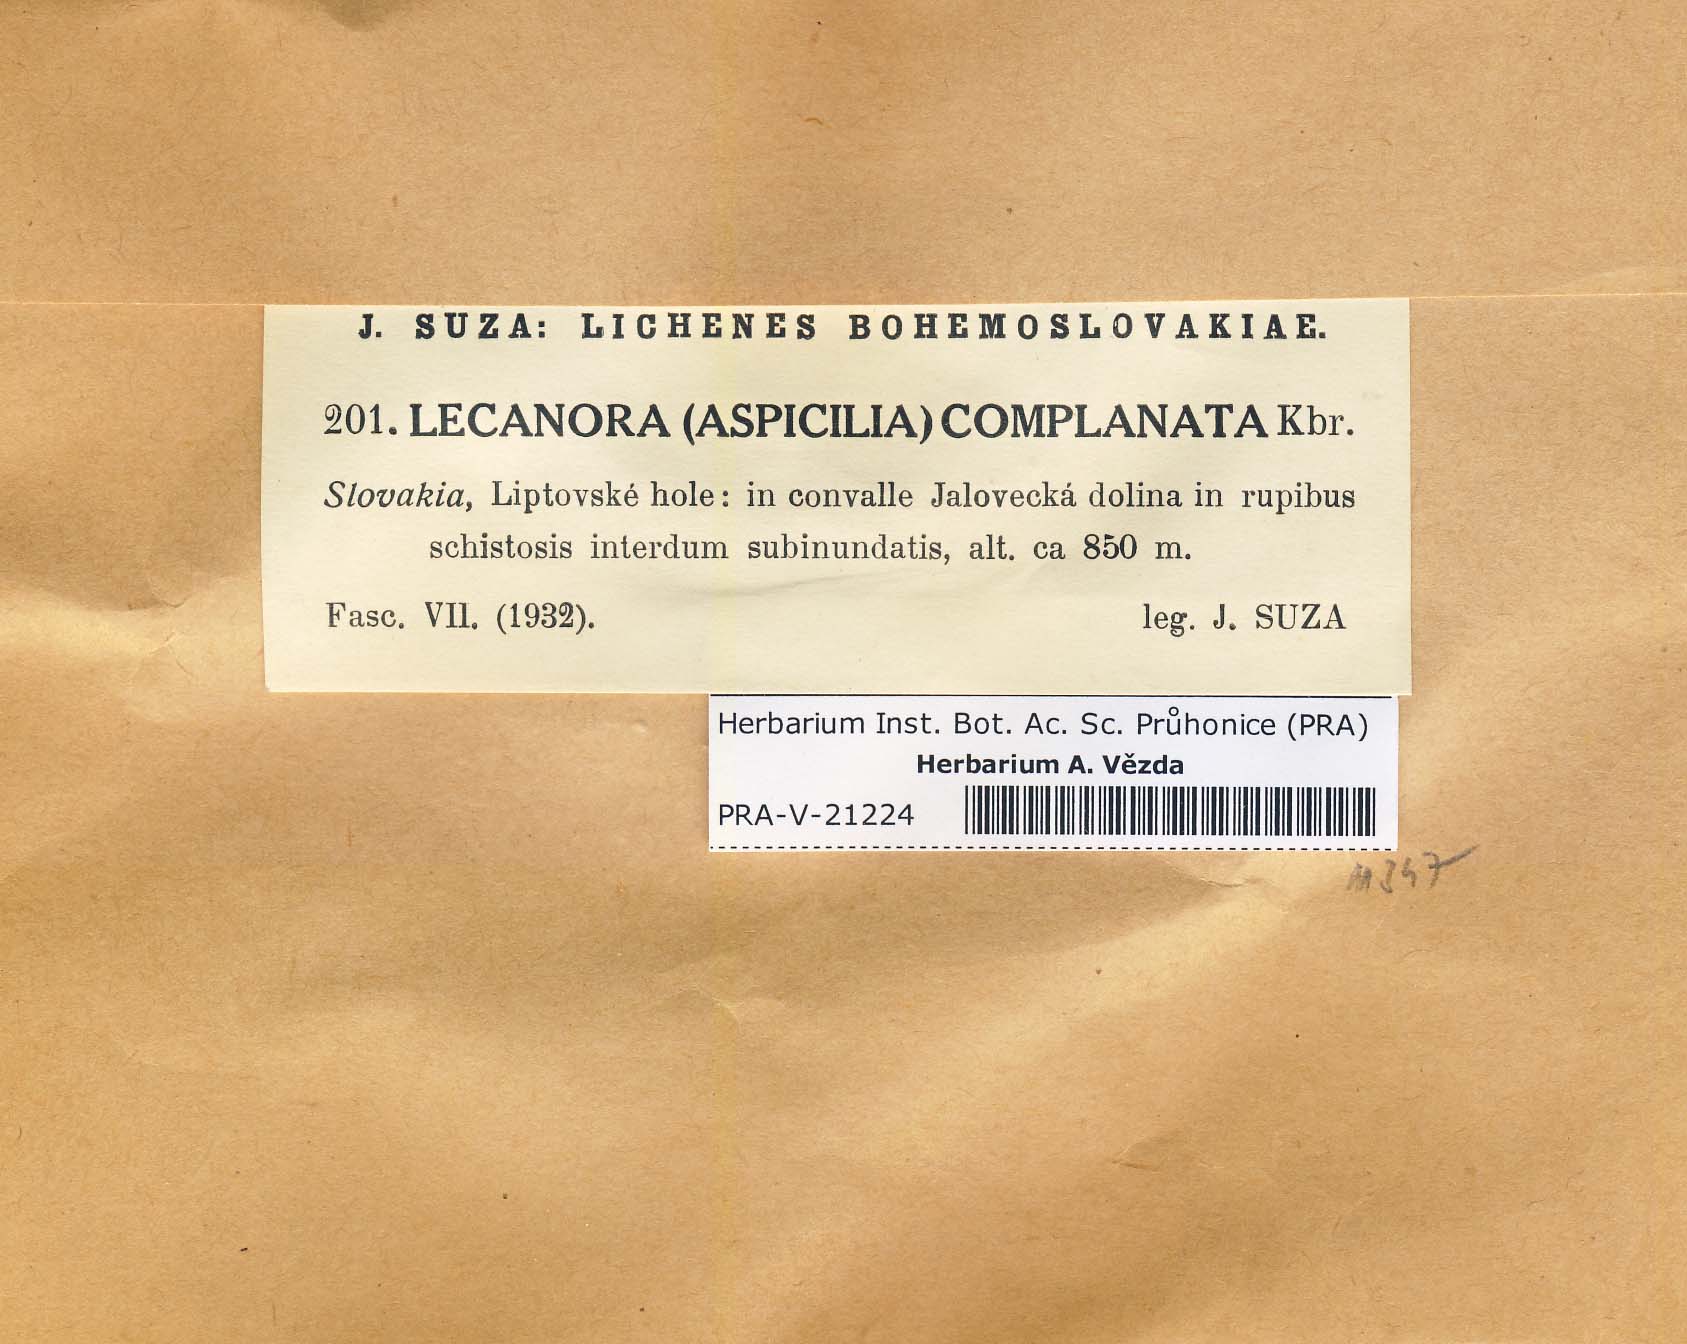 J. SUZA: LICHENES BOHEMOSLOVAKIAE.
201. LECANORA (ASPICILIA) COMPLANATA Kbr.
Slovakia, Liptovské hole: in convalle Jalovecká dolina in rupibus
schistosis interdum subinundatis, alt. ca 850 m.
Fasc. VII. (1932). leg. J. SUZA
Herbarium Inst. Bot. Ac. Sc. Průhonice (PRA)
Herbarium A. Vězda
PRA-V-21224